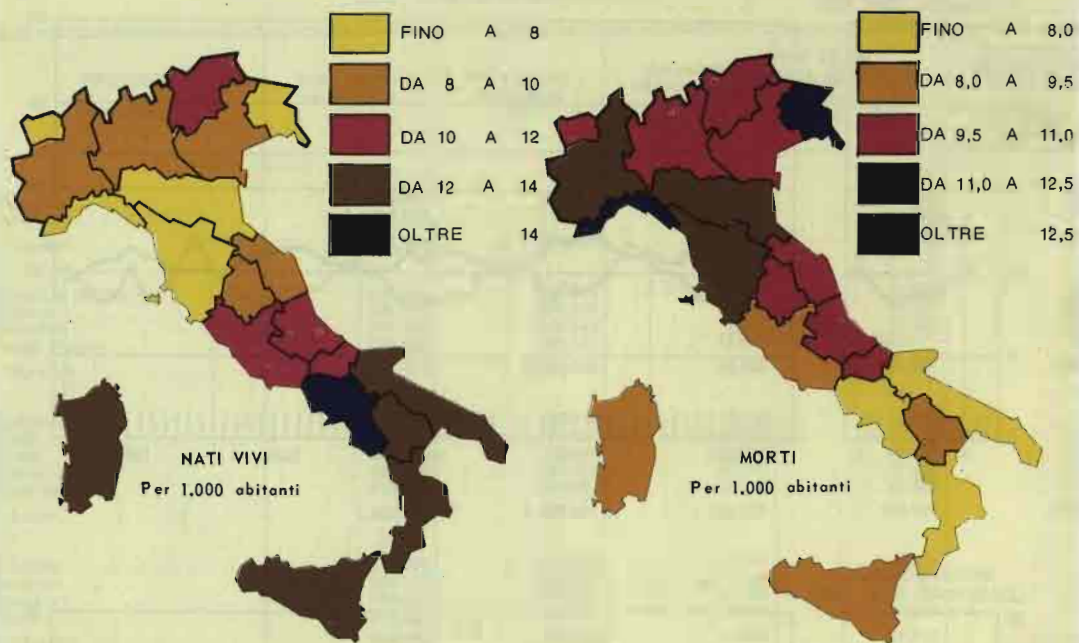 FINO A 8
DA 8 A 10
DA 10 A 12
DA 12 A 14
OLTRE 14
NATI VIVI
Per 1.000 abitanti
FINO A 8,0
DA 8,0 A 9,5
DA 9,5 A 11,0
DA 11,0 A 12,5
OLTRE 12,5
MORTI
Per 1.000 abitanti